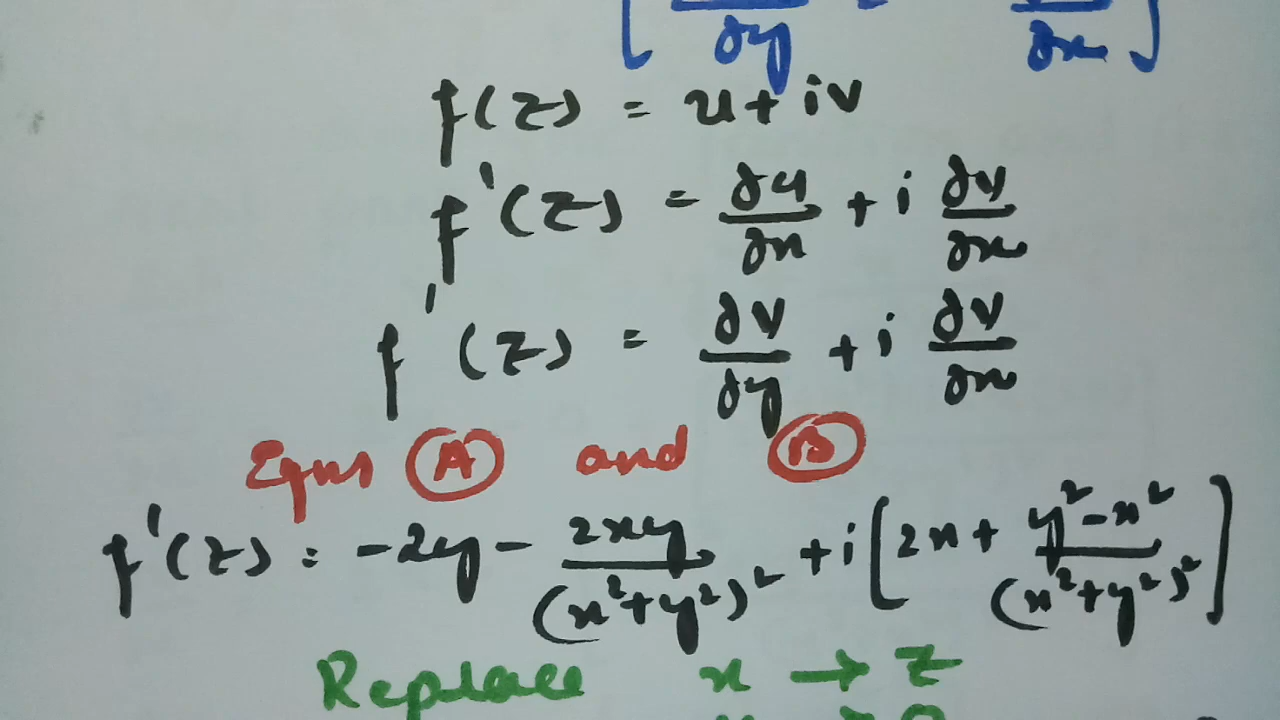 [ ∂y ∂x ]
f(z) = u + iv
f'(z) = ∂u/∂x + i ∂v/∂x
f'(z) = ∂v/∂y + i ∂v/∂x
Eqns (A) and (B)
f'(z) = -2y - 2xy/(x²+y²)² + i[2x + y²-x²/(x²+y²)²]
Replace x → z